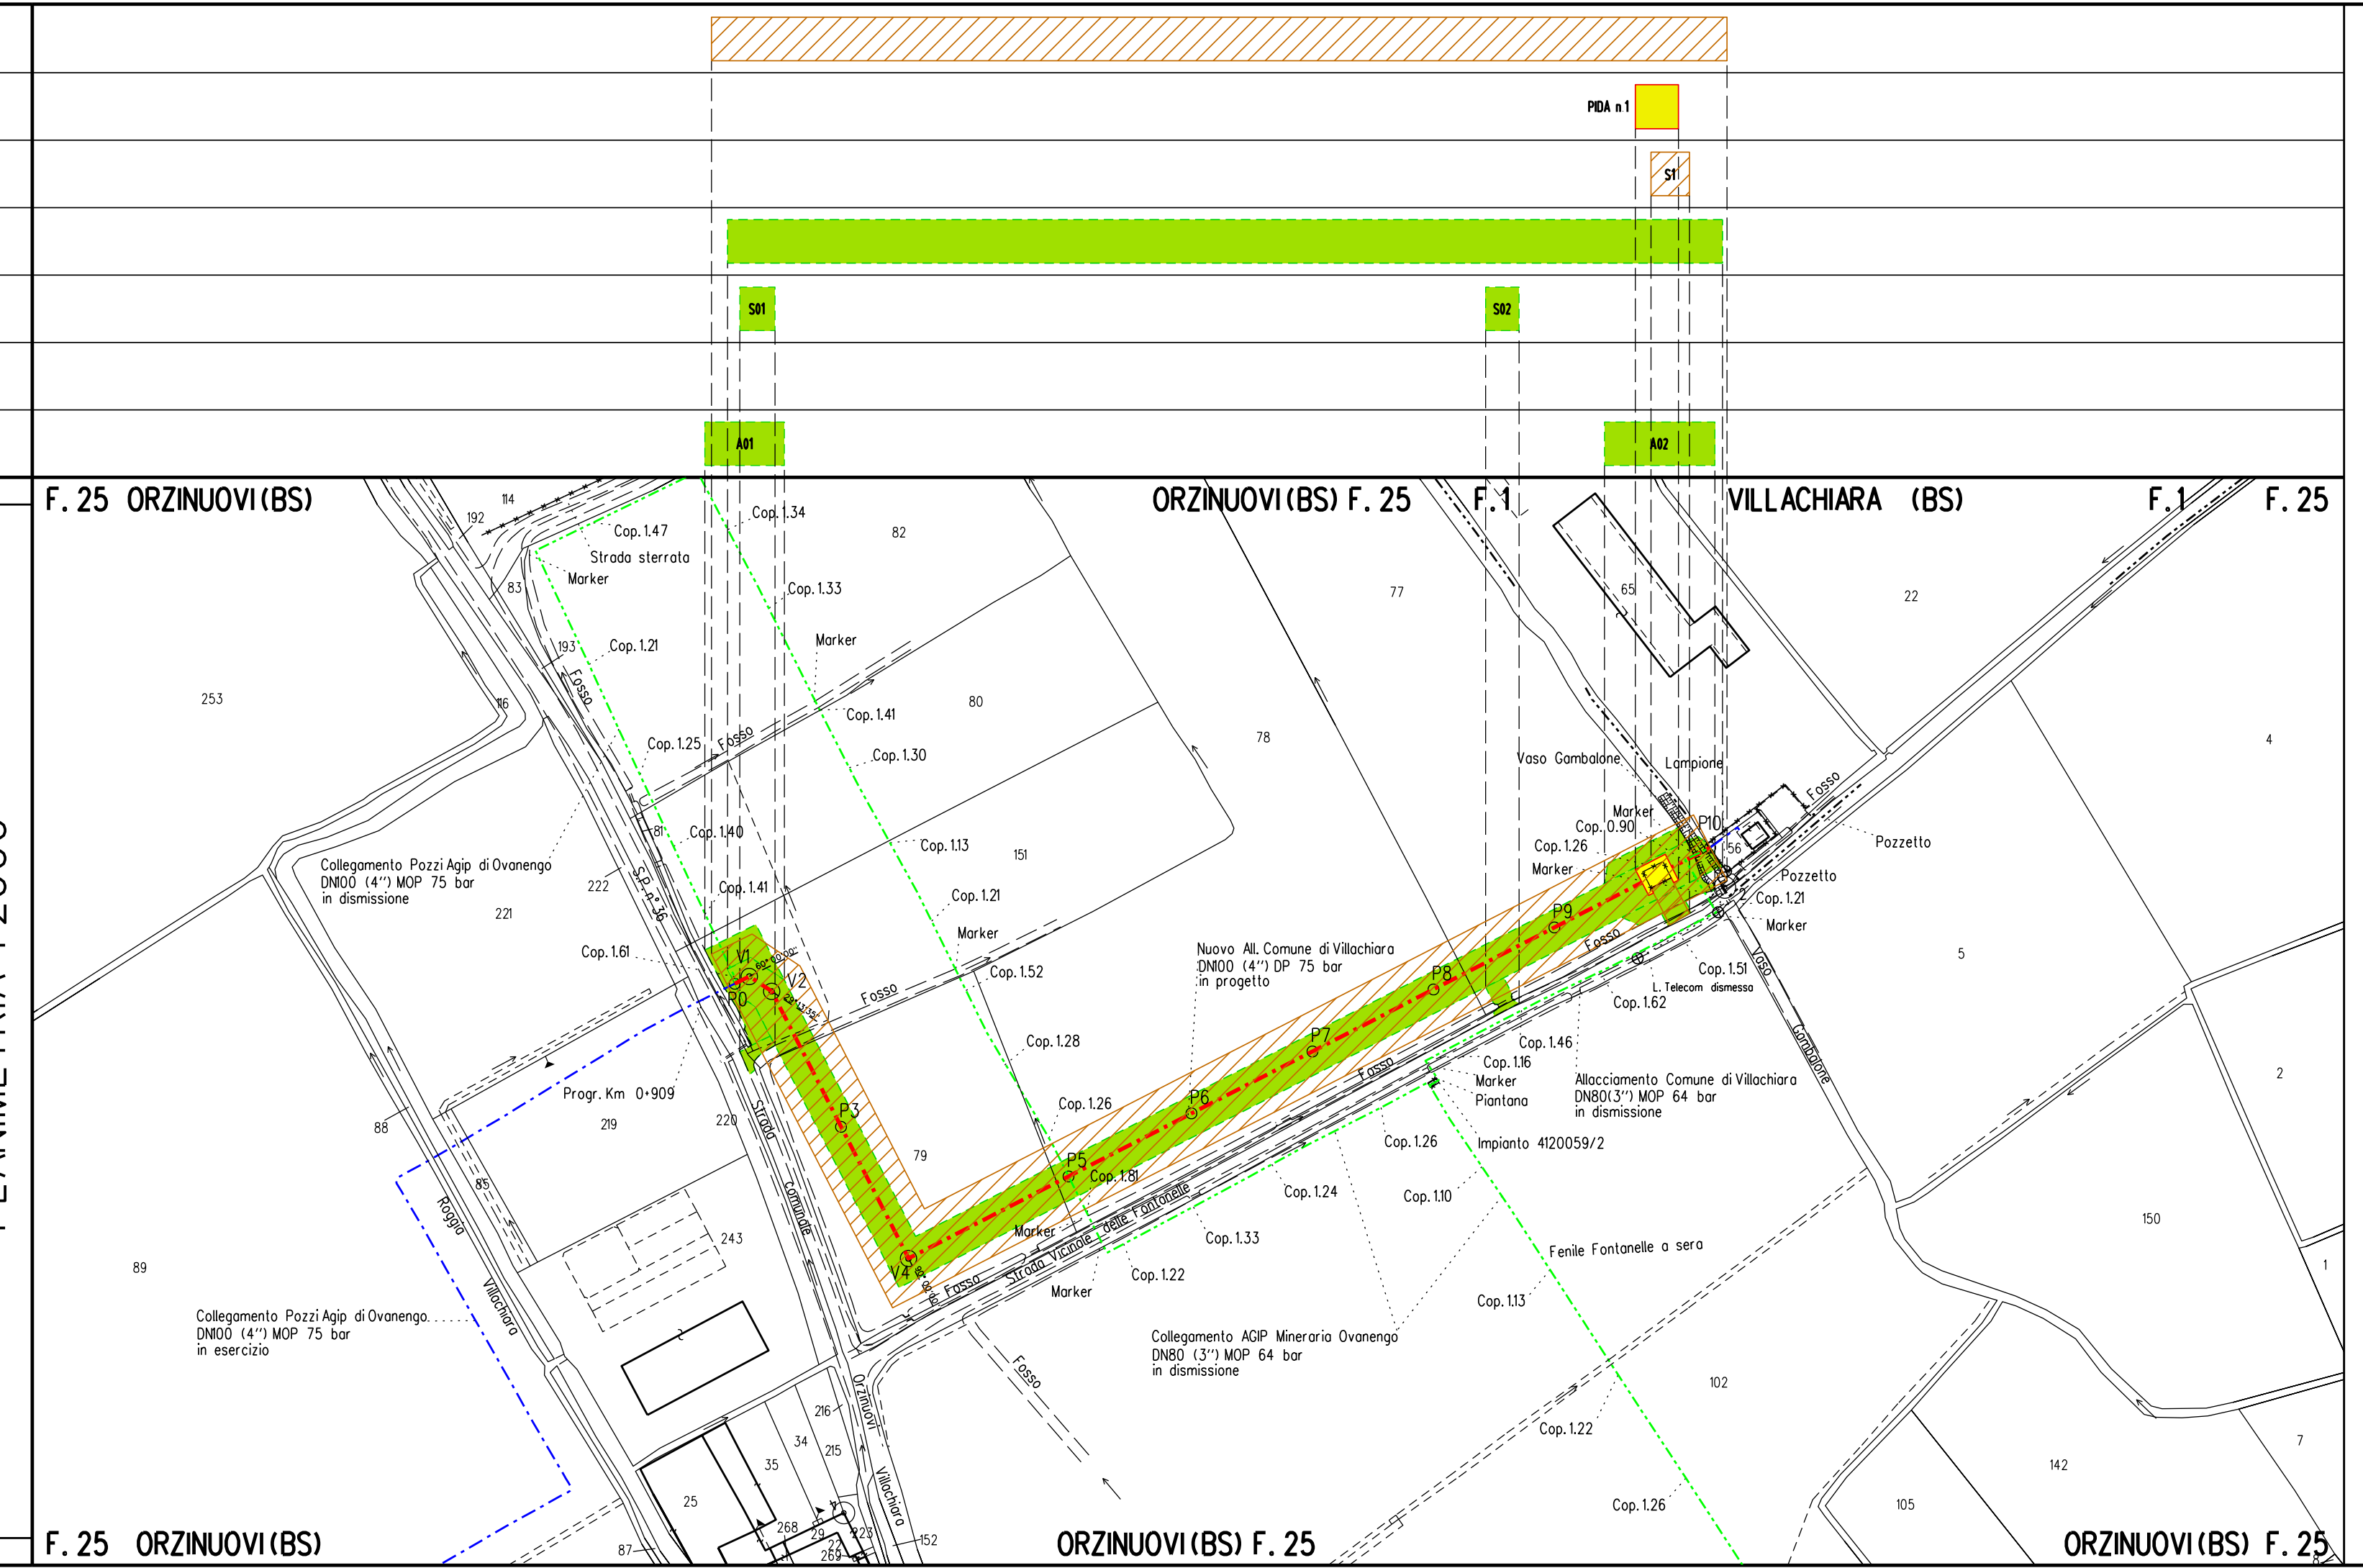 PIDA n.1
S1
S01
S02
A01
A02
F. 25 ORZINUOVI (BS)
ORZINUOVI (BS) F. 25
F.1
VILLACHIARA (BS)
F.1
F. 25
114
192
Cop. 1.47
Strada sterrata
Marker
83
Cop. 1.34
82
Cop. 1.33
77
65
22
193
Cop. 1.21
Fosso
Marker
253
116
80
Cop. 1.41
Cop. 1.25
Fosso
Cop. 1.30
78
4
Vaso Gambalone
Lampione
Fosso
Marker
P10
Cop. 0.90
81
Cop. 1.40
Cop. 1.13
151
Cop. 1.26
56
Pozzetto
Collegamento Pozzi Agip di Ovanengo
DN100 (4'') MOP 75 bar
in dismissione
222
Cop. 1.41
Marker
Pozzetto
221
S.P. n° 36
Cop. 1.21
2
Cop. 1.21
P9
Marker
Marker
Cop. 1.61
V1
60° 00'00''
Fosso
Nuovo All. Comune di Villachiara
DN100 (4'') DP 75 bar
in progetto
5
Vaso
V2
Cop. 1.52
P8
Cop. 1.51
P0
29°13'35''
Fosso
L. Telecom dismessa
Cop. 1.62
Cop. 1.28
P7
Cop. 1.46
Gambalone
Fosso
Cop. 1.16
Marker
Piantana
Allacciamento Comune di Villachiara
DN80(3'') MOP 64 bar
in dismissione
2
Progr. Km 0+909
219
220
Strada
P3
Cop. 1.26
P6
88
Cop. 1.26
Impianto 4120059/2
79
P5
Cop. 1.81
85
comunale
Cop. 1.24
Cop. 1.10
Roggia
delle Fontanelle
150
243
Marker
Cop. 1.33
Strada Vicinale
Fenile Fontanelle a sera
89
V4
Fosso
Cop. 1.22
1
Marker
Villachiara
Cop. 1.13
Collegamento Pozzi Agip di Ovanengo
DN100 (4'') MOP 75 bar
in esercizio
Collegamento AGIP Mineraria Ovanengo
DN80 (3'') MOP 64 bar
in dismissione
Fosso
102
Orzinuovi
216
Cop. 1.22
34
215
7
35
142
25
Villachiara
Cop. 1.26
105
4
268
29
223
22
152
87
269
F. 25 ORZINUOVI (BS)
ORZINUOVI (BS) F. 25
ORZINUOVI (BS) F. 25